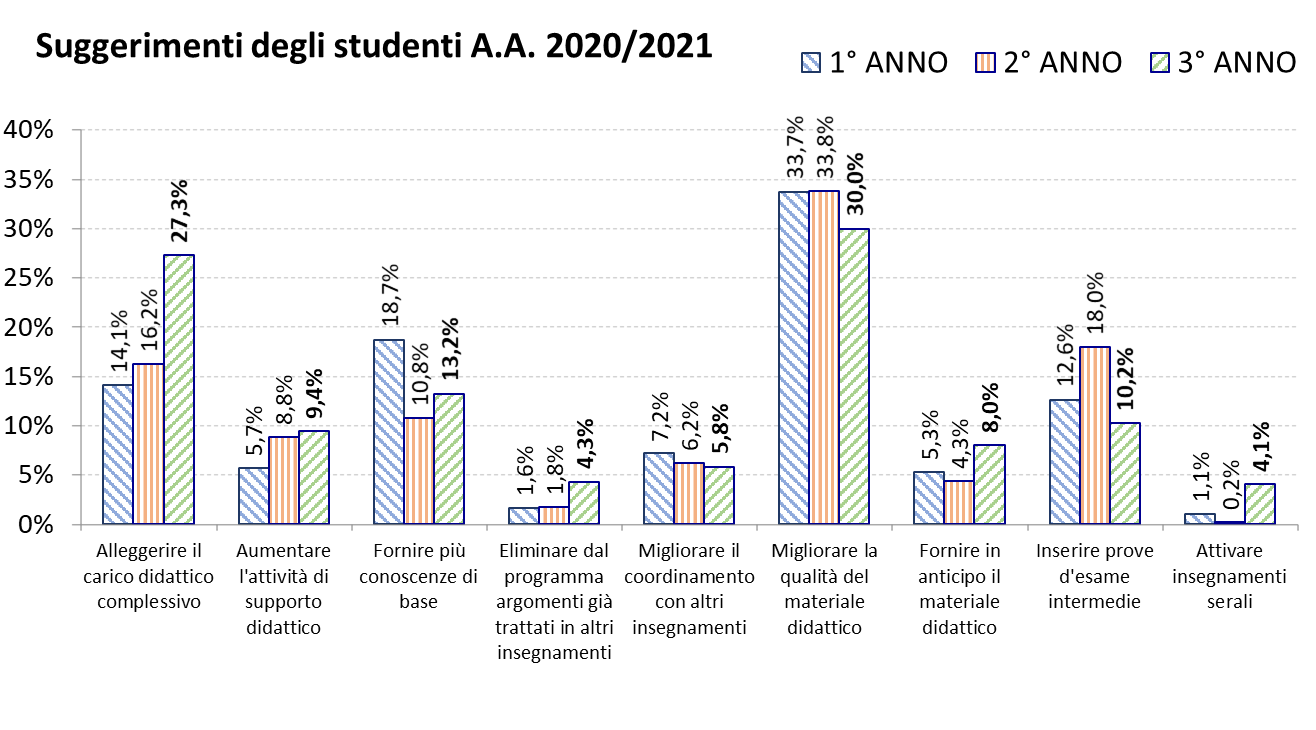 Suggerimenti degli studenti A.A. 2020/2021
1° ANNO
2° ANNO
3° ANNO
40%
35%
30%
25%
20%
15%
10%
5%
0%
14,1%
16,2%
27,3%
5,7%
8,8%
9,4%
18,7%
10,8%
13,2%
1,6%
1,8%
4,3%
7,2%
6,2%
5,8%
33,7%
33,8%
30,0%
5,3%
4,3%
8,0%
12,6%
18,0%
10,2%
1,1%
0,2%
4,1%
Alleggerire il
carico didattico
complessivo
Aumentare
l'attività di
supporto
didattico
Fornire più
conoscenze di
base
Eliminare dal
programma
argomenti già
trattati in altri
insegnamenti
Migliorare il
coordinamento
con altri
insegnamenti
Migliorare la
qualità del
materiale
didattico
Fornire in
anticipo il
materiale
didattico
Inserire prove
d'esame
intermedie
Attivare
insegnamenti
serali